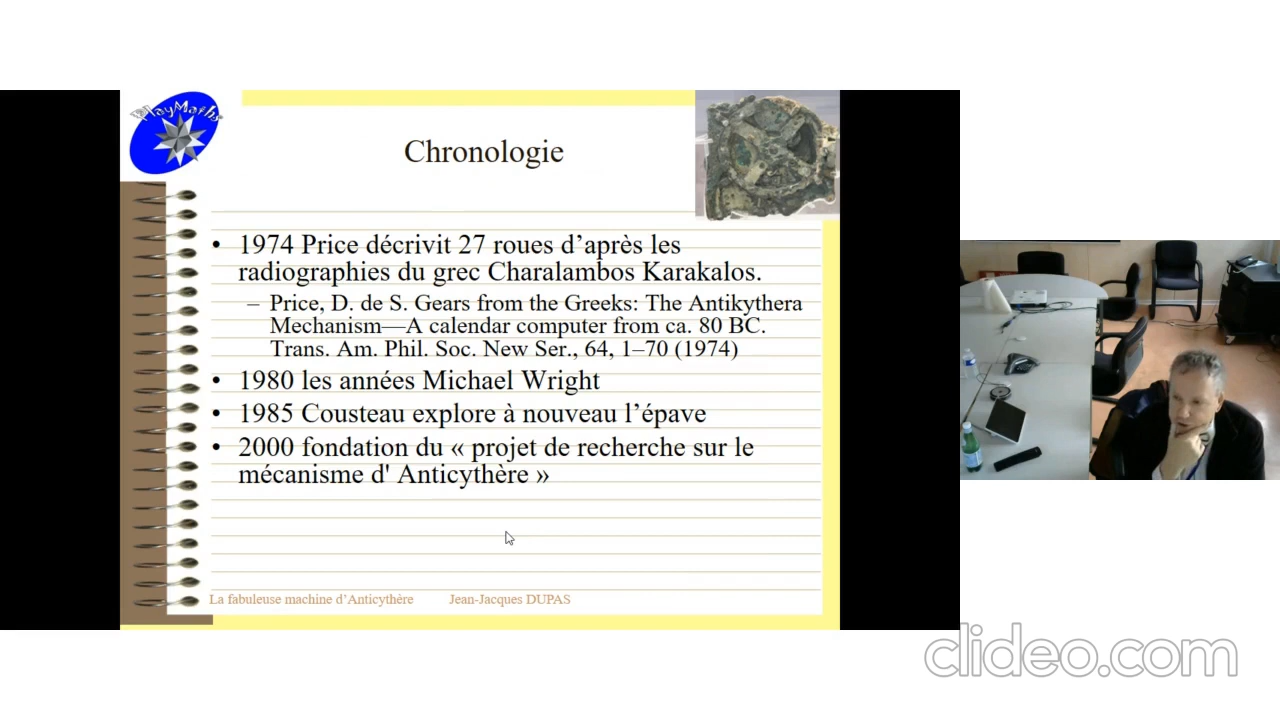 PlayMaths
Chronologie
• 1974 Price décrivit 27 roues d’après les
radiographies du grec Charalambos Karakalos.
– Price, D. de S. Gears from the Greeks: The Antikythera
Mechanism—A calendar computer from ca. 80 BC.
Trans. Am. Phil. Soc. New Ser., 64, 1–70 (1974)
• 1980 les années Michael Wright
• 1985 Cousteau explore à nouveau l’épave
• 2000 fondation du « projet de recherche sur le
mécanisme d' Anticythère »
La fabuleuse machine d’Anticythère Jean-Jacques DUPAS
clideo.com